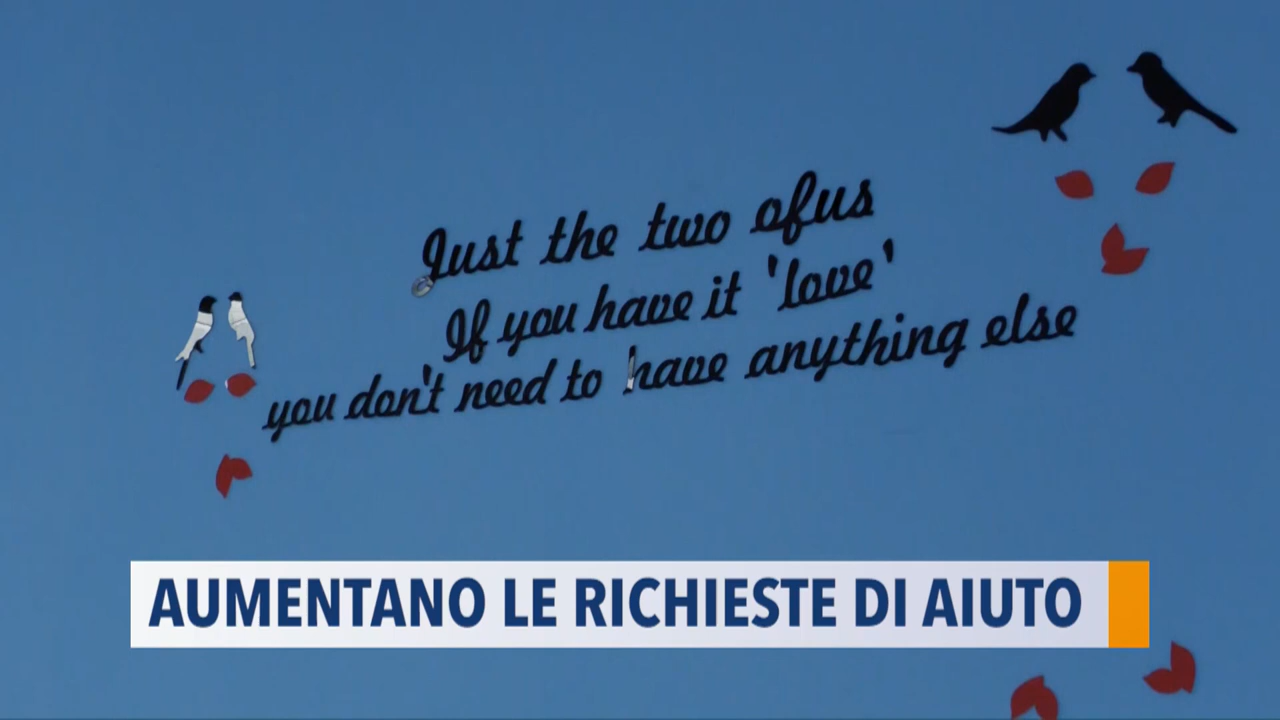 Just the two ofus
If you have it 'love'
you don't need to have anything else
AUMENTANO LE RICHIESTE DI AIUTO